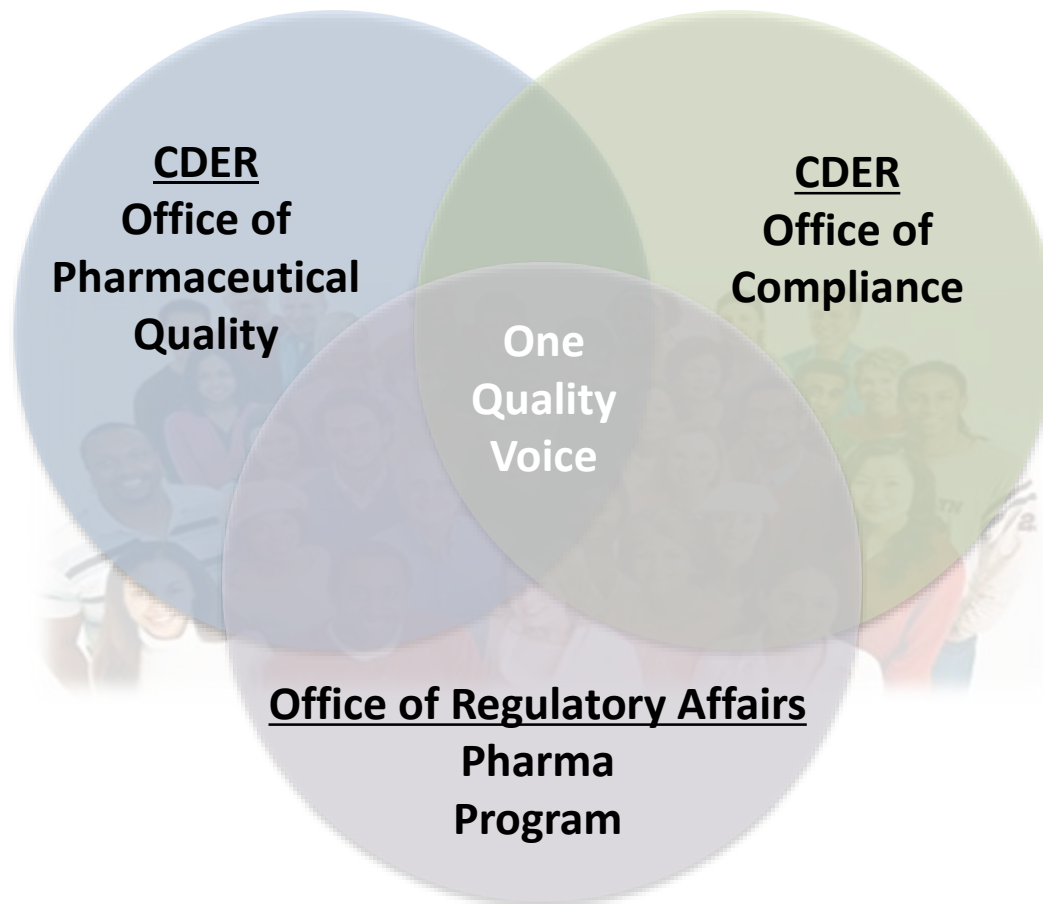 CDER
Office of
Pharmaceutical
Quality
CDER
Office of
Compliance
One
Quality
Voice
Office of Regulatory Affairs
Pharma
Program